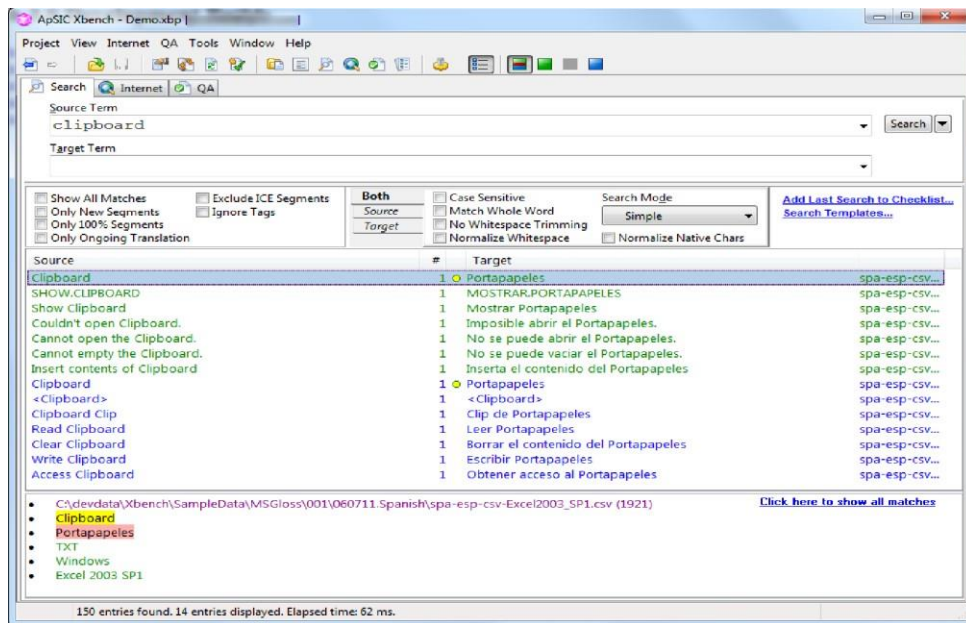 ApSIC Xbench - Demo.xbp |
Project View Internet QA Tools Window Help
Search Internet QA
Source Term
clipboard
Search
Target Term
Show All Matches
Only New Segments
Only 100% Segments
Only Ongoing Translation
Exclude ICE Segments
Ignore Tags
Both
Source
Target
Case Sensitive
Match Whole Word
No Whitespace Trimming
Normalize Whitespace
Search Mode
Simple
Normalize Native Chars
Add Last Search to Checklist...
Search Templates...
Source # Target
Clipboard 1 Portapapeles spa-esp-csv...
SHOW.CLIPBOARD 1 MOSTRAR.PORTAPAPELES spa-esp-csv...
Show Clipboard 1 Mostrar Portapapeles spa-esp-csv...
Couldn't open Clipboard. 1 Imposible abrir el Portapapeles. spa-esp-csv...
Cannot open the Clipboard. 1 No se puede abrir el Portapapeles. spa-esp-csv...
Cannot empty the Clipboard. 1 No se puede vaciar el Portapapeles. spa-esp-csv...
Insert contents of Clipboard 1 Inserta el contenido del Portapapeles spa-esp-csv...
Clipboard 1 Portapapeles spa-esp-csv...
<Clipboard> 1 <Clipboard> spa-esp-csv...
Clipboard Clip 1 Clip de Portapapeles spa-esp-csv...
Read Clipboard 1 Leer Portapapeles spa-esp-csv...
Clear Clipboard 1 Borrar el contenido del Portapapeles spa-esp-csv...
Write Clipboard 1 Escribir Portapapeles spa-esp-csv...
Access Clipboard 1 Obtener acceso al Portapapeles spa-esp-csv...
C:\devdata\Xbench\SampleData\MSGloss\001\060711.Spanish\spa-esp-csv-Excel2003_SP1.csv (1921)
Click here to show all matches
Clipboard
Portapapeles
TXT
Windows
Excel 2003 SP1
150 entries found. 14 entries displayed. Elapsed time: 62 ms.